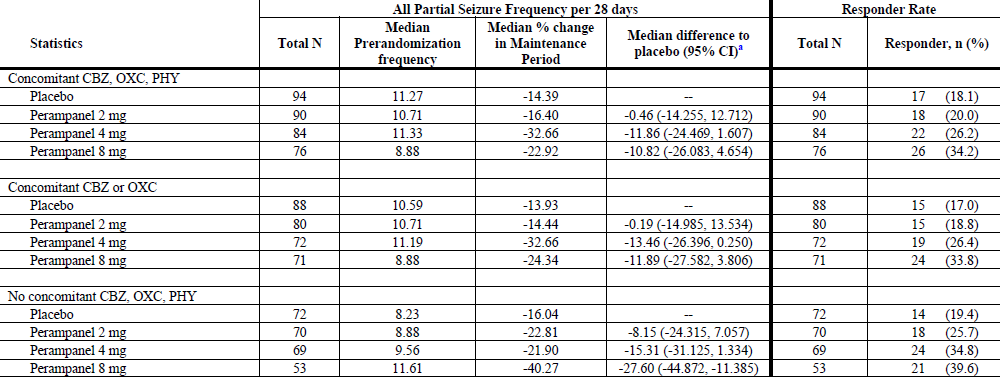 All Partial Seizure Frequency per 28 days Responder Rate
Statistics Total N Median Prerandomization frequency Median % change in Maintenance Period Median difference to placebo (95% CI)a Total N Responder, n (%)
Concomitant CBZ, OXC, PHY
Placebo 94 11.27 -14.39 -- 94 17 (18.1)
Perampanel 2 mg 90 10.71 -16.40 -0.46 (-14.255, 12.712) 90 18 (20.0)
Perampanel 4 mg 84 11.33 -32.66 -11.86 (-24.469, 1.607) 84 22 (26.2)
Perampanel 8 mg 76 8.88 -22.92 -10.82 (-26.083, 4.654) 76 26 (34.2)
Concomitant CBZ or OXC
Placebo 88 10.59 -13.93 -- 88 15 (17.0)
Perampanel 2 mg 80 10.71 -14.44 -0.19 (-14.985, 13.534) 80 15 (18.8)
Perampanel 4 mg 72 11.19 -32.66 -13.46 (-26.396, 0.250) 72 19 (26.4)
Perampanel 8 mg 71 8.88 -24.34 -11.89 (-27.582, 3.806) 71 24 (33.8)
No concomitant CBZ, OXC, PHY
Placebo 72 8.23 -16.04 -- 72 14 (19.4)
Perampanel 2 mg 70 8.88 -22.81 -8.15 (-24.315, 7.057) 70 18 (25.7)
Perampanel 4 mg 69 9.56 -21.90 -15.31 (-31.125, 1.334) 69 24 (34.8)
Perampanel 8 mg 53 11.61 -40.27 -27.60 (-44.872, -11.385) 53 21 (39.6)